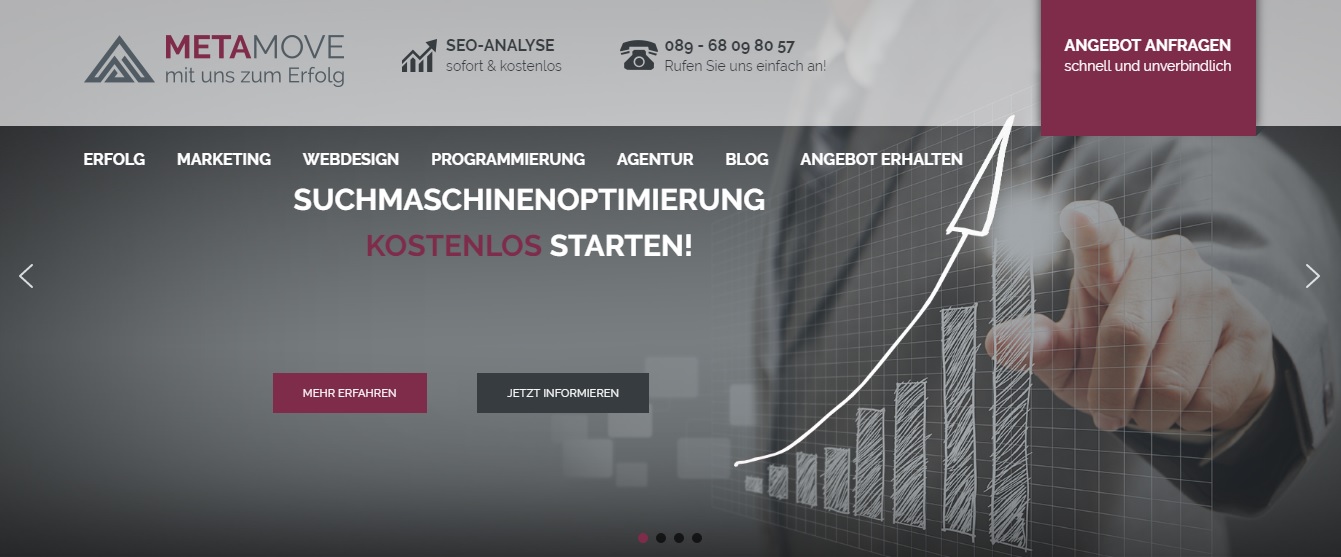 METAMOVE
mit uns zum Erfolg
SEO-ANALYSE
sofort & kostenlos
089 - 68 09 80 57
Rufen Sie uns einfach an!
ANGEBOT ANFRAGEN
schnell und unverbindlich
ERFOLG MARKETING WEBDESIGN PROGRAMMIERUNG AGENTUR BLOG ANGEBOT ERHALTEN
SUCHMASCHINENOPTIMIERUNG
KOSTENLOS STARTEN!
MEHR ERFAHREN JETZT INFORMIEREN